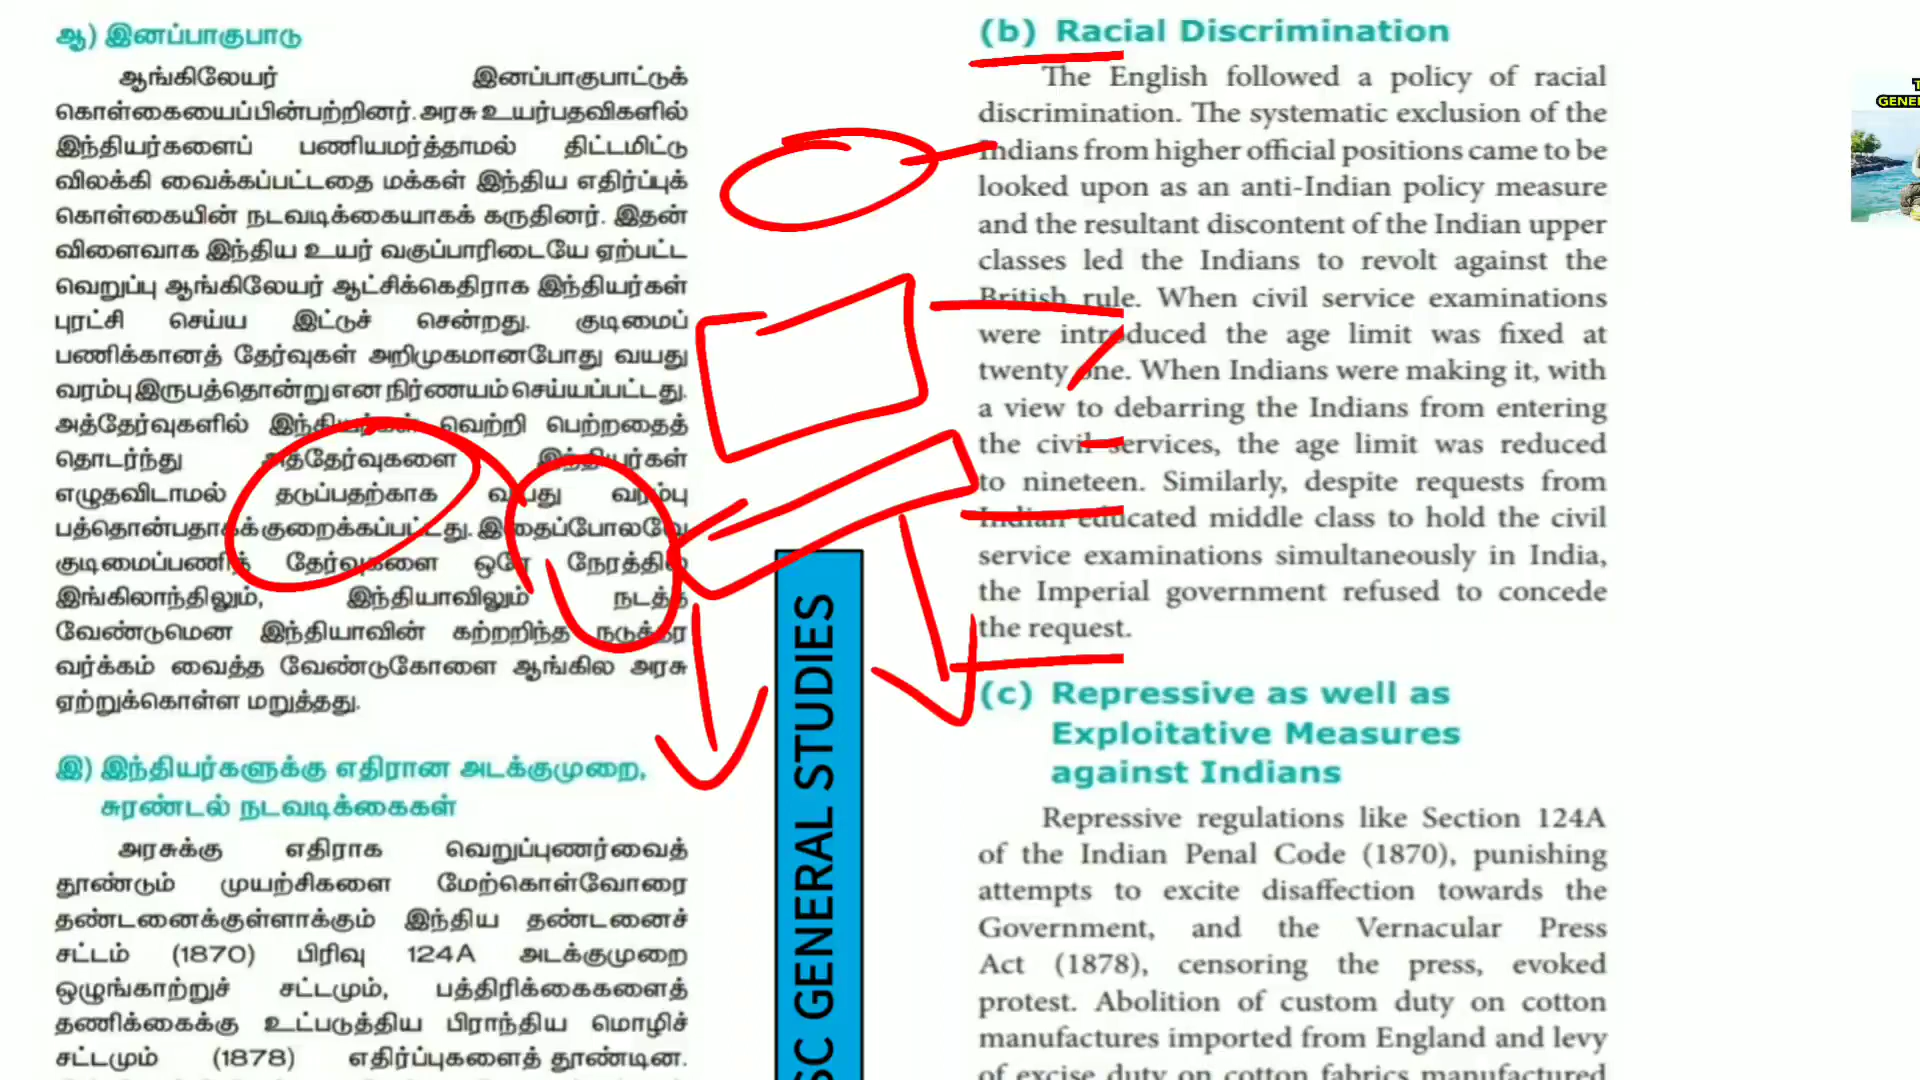 ஆ) இனப்பாகுபாடு
ஆங்கிலேயர் இனப்பாகுபாட்டுக்
கொள்கையைப்பின்பற்றினர். அரசு உயர்பதவிகளில்
இந்தியர்களைப் பணியமர்த்தாமல் திட்டமிட்டு
விலக்கி வைக்கப்பட்டதை மக்கள் இந்திய எதிர்ப்புக்
கொள்கையின் நடவடிக்கையாகக் கருதினர். இதன்
விளைவாக இந்திய உயர் வகுப்பாரிடையே ஏற்பட்ட
வெறுப்பு ஆங்கிலேயர் ஆட்சிக்கெதிராக இந்தியர்கள்
புரட்சி செய்ய இட்டுச் சென்றது. குடிமைப்
பணிக்கானத் தேர்வுகள் அறிமுகமானபோது வயது
வரம்பு இருபத்தொன்று என நிர்ணயம் செய்யப்பட்டது.
அத்தேர்வுகளில் இந்தியர்கள் வெற்றி பெற்றதைத்
தொடர்ந்து அத்தேர்வுகளை இந்தியர்கள்
எழுதவிடாமல் தடுப்பதற்காக வயது வரம்பு
பத்தொன்பதாகக் குறைக்கப்பட்டது. இதைப்போலவே
குடிமைப்பணித் தேர்வுகளை ஒரே நேரத்தில்
இங்கிலாந்திலும், இந்தியாவிலும் நடத்த
வேண்டுமென இந்தியாவின் கற்றறிந்த நடுத்தர
வர்க்கம் வைத்த வேண்டுகோளை ஆங்கில அரசு
ஏற்றுக்கொள்ள மறுத்தது.
இ) இந்தியர்களுக்கு எதிரான அடக்குமுறை,
சுரண்டல் நடவடிக்கைகள்
அரசுக்கு எதிராக வெறுப்புணர்வைத்
தூண்டும் முயற்சிகளை மேற்கொள்வோரை
தண்டனைக்குள்ளாக்கும் இந்திய தண்டனைச்
சட்டம் (1870) பிரிவு 124A அடக்குமுறை
ஒழுங்காற்றுச் சட்டமும், பத்திரிக்கைகளைத்
தணிக்கைக்கு உட்படுத்திய பிராந்திய மொழிச்
சட்டமும் (1878) எதிர்ப்புகளைத் தூண்டின.
SC GENERAL STUDIES
(b) Racial Discrimination
The English followed a policy of racial
discrimination. The systematic exclusion of the
Indians from higher official positions came to be
looked upon as an anti-Indian policy measure
and the resultant discontent of the Indian upper
classes led the Indians to revolt against the
British rule. When civil service examinations
were introduced the age limit was fixed at
twenty one. When Indians were making it, with
a view to debarring the Indians from entering
the civil services, the age limit was reduced
to nineteen. Similarly, despite requests from
Indian educated middle class to hold the civil
service examinations simultaneously in India,
the Imperial government refused to concede
the request.
(c) Repressive as well as
Exploitative Measures
against Indians
Repressive regulations like Section 124A
of the Indian Penal Code (1870), punishing
attempts to excite disaffection towards the
Government, and the Vernacular Press
Act (1878), censoring the press, evoked
protest. Abolition of custom duty on cotton
manufactures imported from England and levy
of excise duty on cotton fabrics manufactured
T
GENE